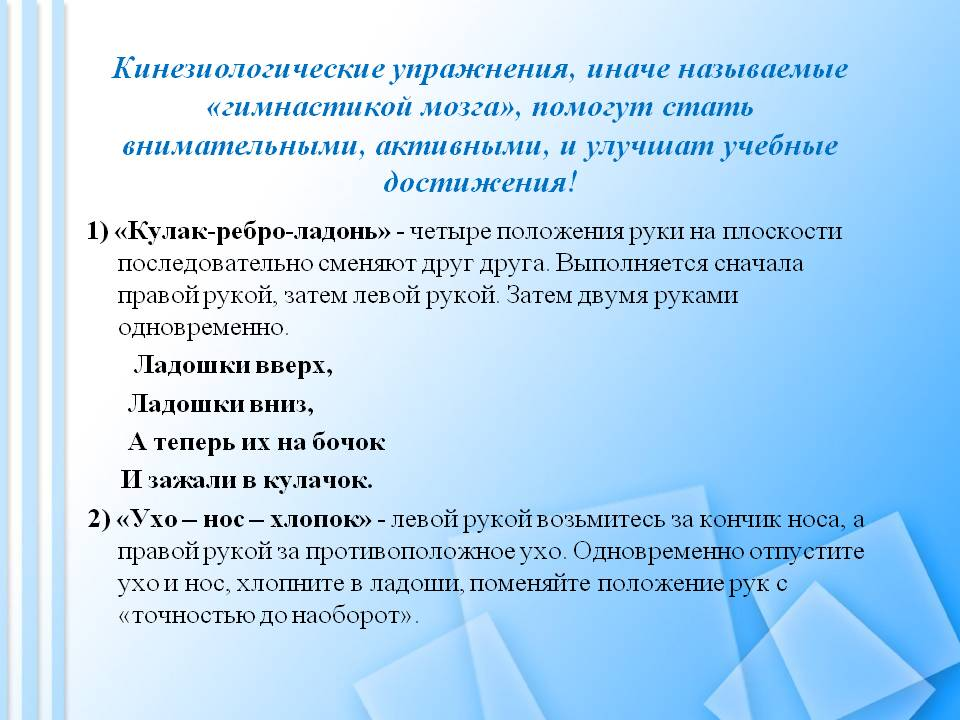 Кинезиологические упражнения, иначе называемые
«гимнастикой мозга», помогут стать
внимательными, активными, и улучшат учебные
достижения!
1) «Кулак-ребро-ладонь» - четыре положения руки на плоскости
последовательно сменяют друг друга. Выполняется сначала
правой рукой, затем левой рукой. Затем двумя руками
одновременно.
Ладошки вверх,
Ладошки вниз,
А теперь их на бочок
И зажали в кулачок.
2) «Ухо – нос – хлопок» - левой рукой возьмитесь за кончик носа, а
правой рукой за противоположное ухо. Одновременно отпустите
ухо и нос, хлопните в ладоши, поменяйте положение рук с
«точностью до наоборот».